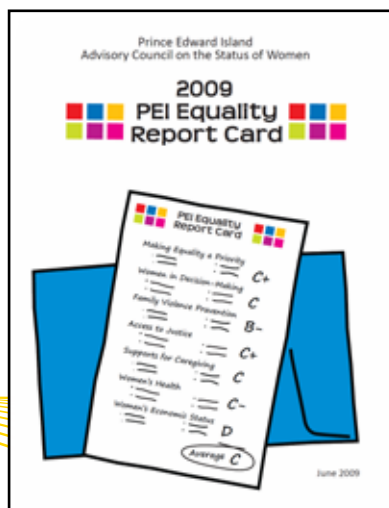 Prince Edward Island
Advisory Council on the Status of Women
2009
PEI Equality
Report Card
PEI Equality
Report Card
Making Equality a Priority C+
Women in Decision-Making C
Family Violence Prevention B-
Access to Justice C+
Supports for Caregiving C
Women's Health C-
Women's Economic Status D
Average C
June 2009